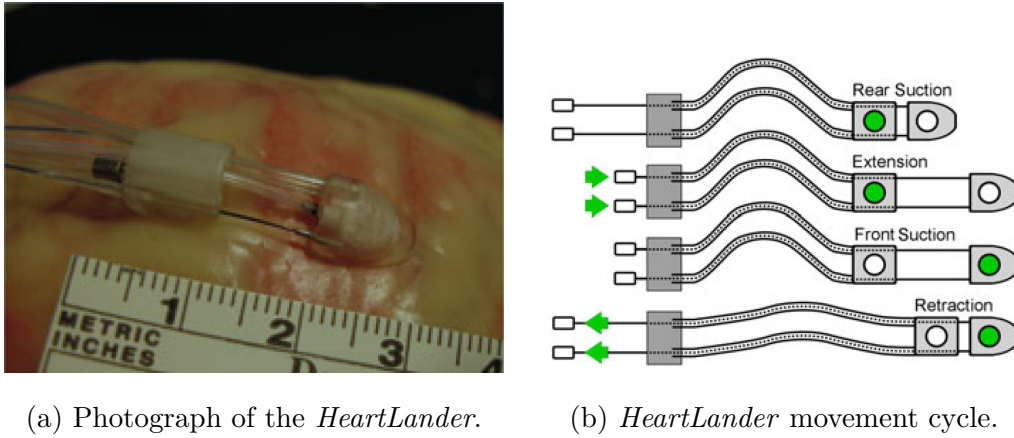 1 2 3 4
METRIC
INCHES
D
Rear Suction
Extension
Front Suction
Retraction
(a) Photograph of the HeartLander.
(b) HeartLander movement cycle.